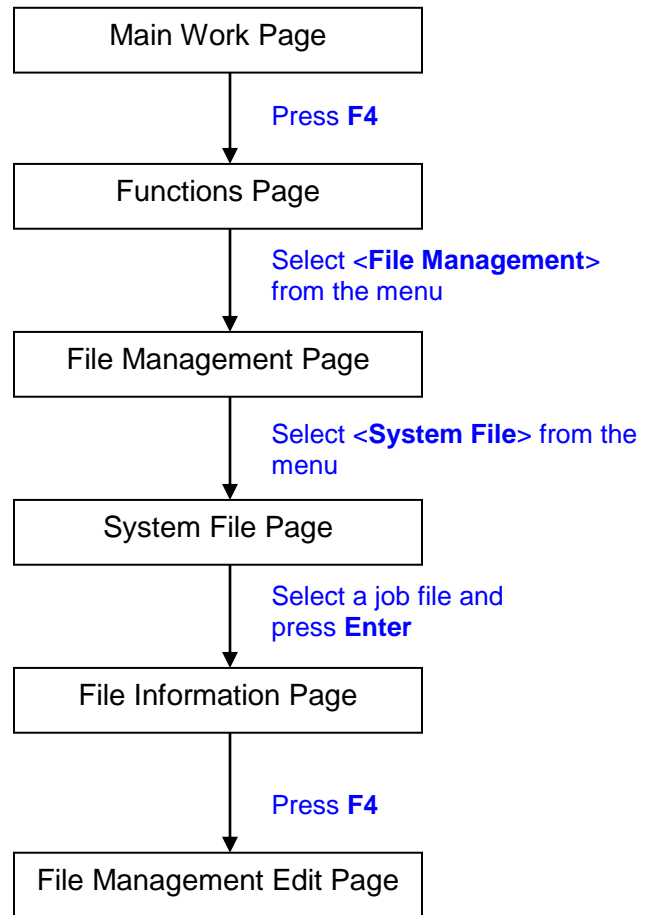 Main Work Page
Press F4
Functions Page
Select <File Management>
from the menu
File Management Page
Select <System File> from the
menu
System File Page
Select a job file and
press Enter
File Information Page
Press F4
File Management Edit Page